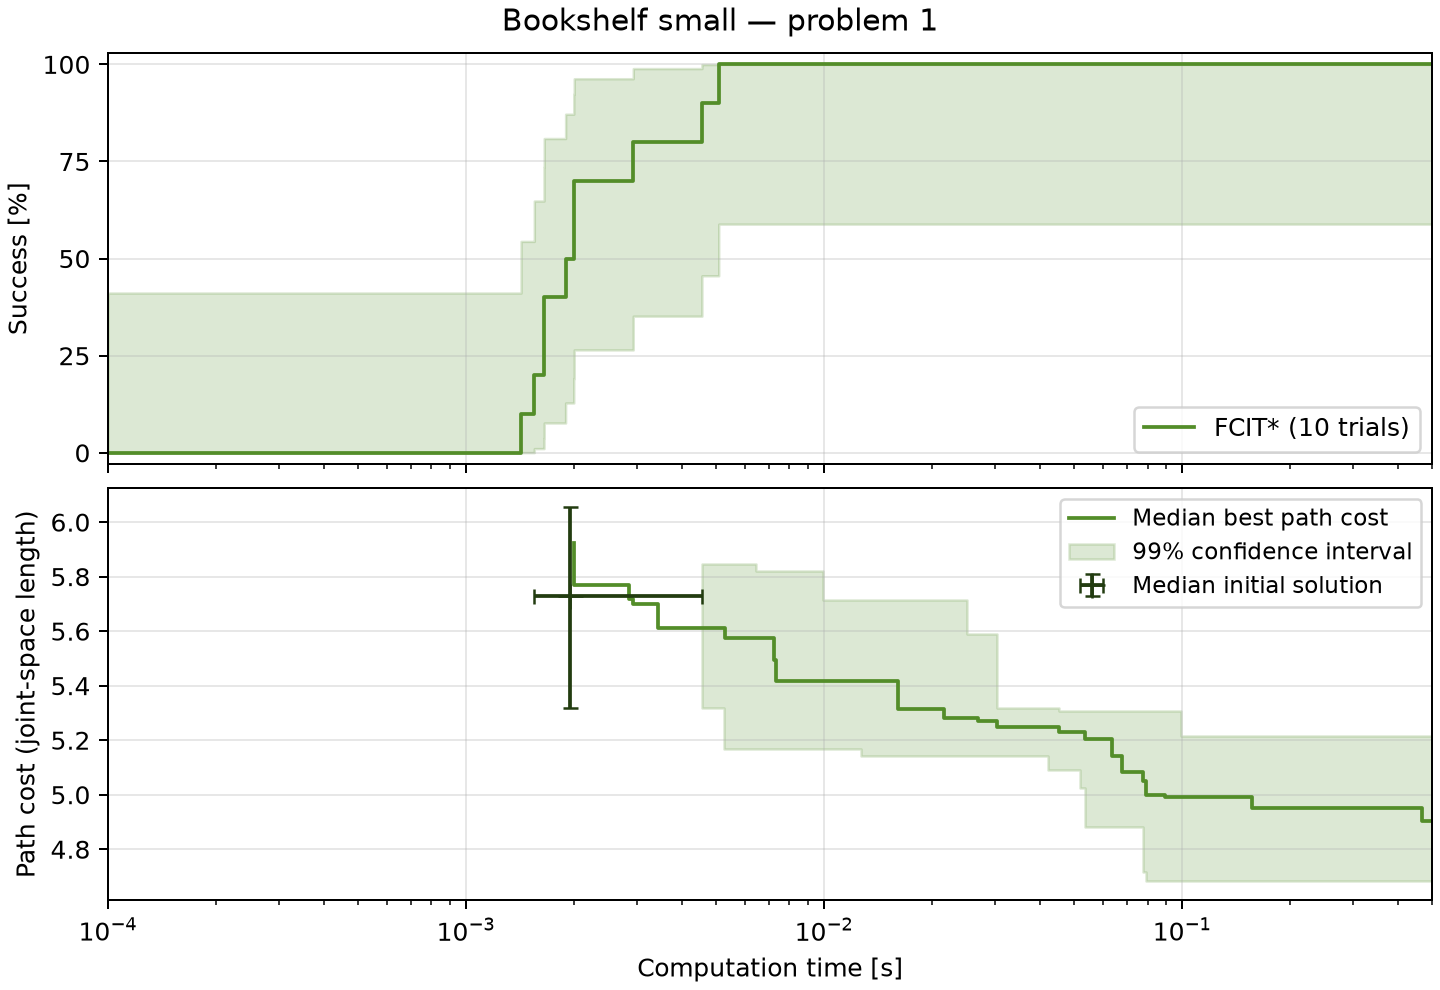 Bookshelf small — problem 1
Success [%]
100
75
50
25
0
FCIT* (10 trials)
Path cost (joint-space length)
6.0
5.8
5.6
5.4
5.2
5.0
4.8
Median best path cost
99% confidence interval
Median initial solution
10⁻⁴ 10⁻³ 10⁻² 10⁻¹
Computation time [s]